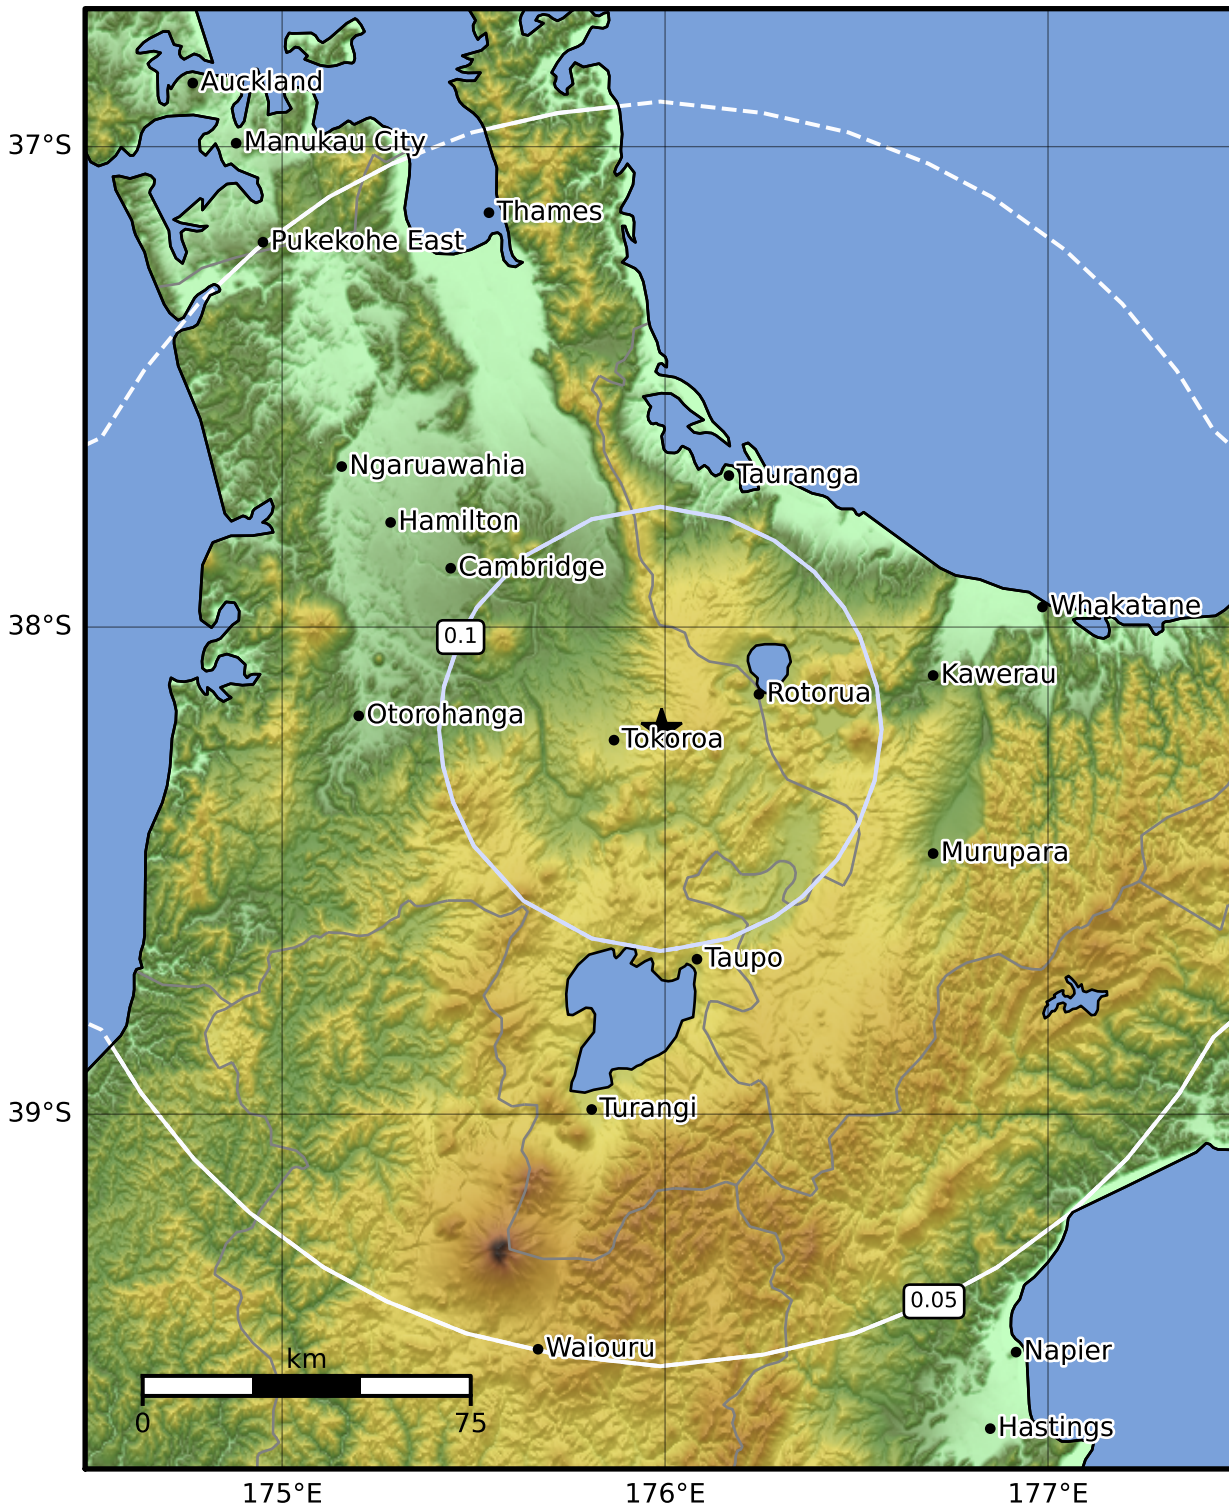 Auckland
Manukau City
37°S
Thames
Pukekohe East
Ngaruawahia
Tauranga
Hamilton
Cambridge
Whakatane
38°S
0.1
Kawerau
Rotorua
Otorohanga
Tokoroa
Murupara
Taupo
Turangi
39°S
0.05
Waiouru
Napier
km
0
75
Hastings
175°E
176°E
177°E